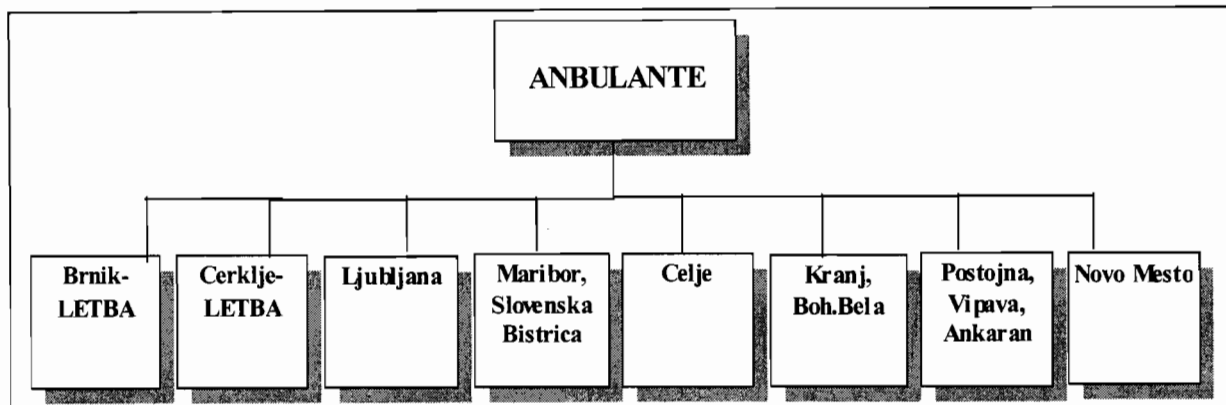 ANBULANTE
Brnik-
LETBA
Cerklje-
LETBA
Ljubljana
Maribor,
Slovenska
Bistrica
Celje
Kranj,
Boh.Bela
Postojna,
Vipava,
Ankaran
Novo Mesto